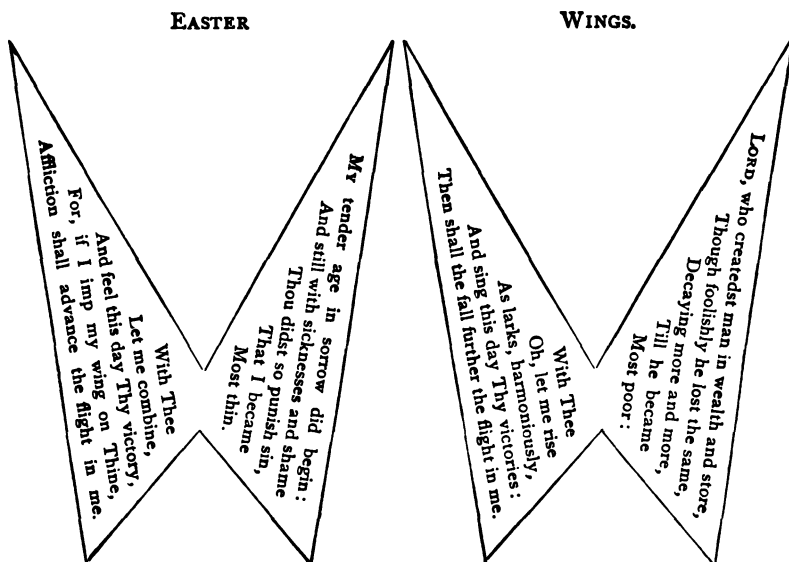 EASTER WINGS.
LORD, who createdst man in wealth and store,
Though foolishly he lost the same,
Decaying more and more,
Till he became
Most poor:
With Thee
Oh, let me rise
As larks, harmoniously,
And sing this day Thy victories:
Then shall the fall further the flight in me.
MY tender age in sorrow did begin:
And still with sicknesses and shame
Thou didst so punish sin,
That I became
Most thin.
With Thee
Let me combine,
And feel this day Thy victory,
For, if I imp my wing on Thine,
Affliction shall advance the flight in me.